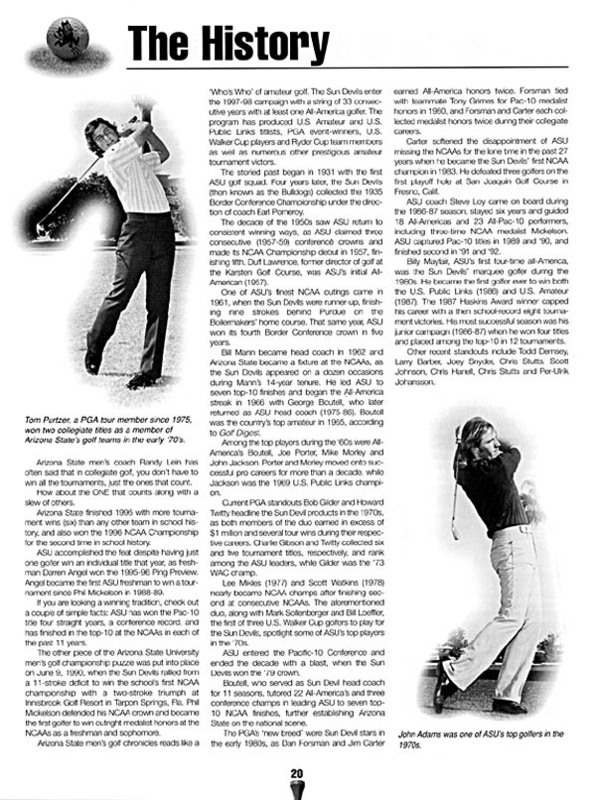 The History
Tom Purtzer, a PGA tour member since 1975,
won two collegiate titles as a member of
Arizona State's golf teams in the early '70's.
Arizona State men's coach Randy Lein has
often said that in collegiate golf, you don't have to
win all the tournaments, just the ones that count.
How about the ONE that counts along with a
slew of others.
Arizona State finished 1996 with more tourna-
ment wins (six) than any other team in school his-
tory, and also won the 1996 NCAA Championship
for the second time in school history.
ASU accomplished the feat despite having just
one golfer win an individual title that year, as fresh-
man Darren Angel won the 1995-96 Ping Preview.
Angel became the first ASU freshman to win a tour-
nament since Phil Mickelson in 1988-89.
If you are looking a winning tradition, check out
a couple of simple facts: ASU has won the Pac-10
title four straight years, a conference record, and
has finished in the top-10 at the NCAAs in each of
the past 11 years.
The other piece of the Arizona State University
men's golf championship puzzle was put into place
on June 9, 1990, when the Sun Devils rallied from
a 11-stroke deficit to win the school's first NCAA
championship with a two-stroke triumph at
Innisbrook Golf Resort in Tarpon Springs, Fla. Phil
Mickelson defended his NCAA crown and became
the first golfer to win outright medalist honors at the
NCAAs as a freshman and sophomore.
Arizona State men's golf chronicles reads like a
'Who's Who' of amateur golf. The Sun Devils enter
the 1997-98 campaign with a string of 33 consec-
utive years with at least one All-America golfer. The
program has produced U.S. Amateur and U.S.
Public Links titlists, PGA event-winners, U.S.
Walker Cup players and Ryder Cup team members
as well as numerous other prestigious amateur
tournament victors.
The storied past began in 1931 with the first
ASU golf squad. Four years later, the Sun Devils
(then known as the Bulldogs) collected the 1935
Border Conference Championship under the direc-
tion of coach Earl Pomeroy.
The decade of the 1950s saw ASU return to
consistent winning ways, as ASU claimed three
consecutive (1957-59) conference crowns and
made its NCAA Championship debut in 1957, fin-
ishing 11th. Duff Lawrence, former director of golf at
the Karsten Golf Course, was ASU's initial All-
American (1957).
One of ASU's finest NCAA outings came in
1961, when the Sun Devils were runner-up, finish-
ing nine strokes behind Purdue on the
Boilermakers' home course. That same year, ASU
won its fourth Border Conference crown in five
years.
Bill Mann became head coach in 1962 and
Arizona State became a fixture at the NCAAs, as
the Sun Devils appeared on a dozen occasions
during Mann's 14-year tenure. He led ASU to
seven top-10 finishes and began the All-America
streak in 1966 with George Boutell, who later
returned as ASU head coach (1975-86). Boutell
was the country's top amateur in 1965, according
to Golf Digest.
Among the top players during the '60s were All-
America's Boutell, Joe Porter, Mike Morley and
John Jackson. Porter and Morley moved onto suc-
cessful pro careers for more than a decade, while
Jackson was the 1969 U.S. Public Links champi-
on.
Current PGA standouts Bob Gilder and Howard
Twitty headline the Sun Devil products in the 1970s,
as both members of the duo earned in excess of
$1 million and several tour wins during their respec-
tive careers. Charlie Gibson and Twitty collected six
and five tournament titles, respectively, and rank
among the ASU leaders, while Gilder was the '73
WAC champ.
Lee Mikles (1977) and Scott Watkins (1978)
nearly became NCAA champs after finishing sec-
ond at consecutive NCAAs. The aforementioned
duo, along with Mark Sollenberger and Bill Loeffler,
the first of three U.S. Walker Cup golfers to play for
the Sun Devils, spotlight some of ASU's top players
in the '70s.
ASU entered the Pacific-10 Conference and
ended the decade with a blast, when the Sun
Devils won the '79 crown.
Boutell, who served as Sun Devil head coach
for 11 seasons, tutored 22 All-America's and three
conference champs in leading ASU to seven top-
10 NCAA finishes, further establishing Arizona
State on the national scene.
The PGA's 'new breed' were Sun Devil stars in
the early 1980s, as Dan Forsman and Jim Carter
earned All-America honors twice. Forsman tied
with teammate Tony Grimes for Pac-10 medalist
honors in 1980, and Forsman and Carter each col-
lected medalist honors twice during their collegiate
careers.
Carter softened the disappointment of ASU
missing the NCAAs for the lone time in the past 27
years when he became the Sun Devils' first NCAA
champion in 1983. He defeated three golfers on the
first playoff hole at San Joaquin Golf Course in
Fresno, Calif.
ASU coach Steve Loy came on board during
the 1986-87 season, stayed six years and guided
18 All-Americas and 23 All-Pac-10 performers,
including three-time NCAA medalist Mickelson.
ASU captured Pac-10 titles in 1989 and '90, and
finished second in '91 and '92.
Billy Mayfair, ASU's first four-time all-America,
was the Sun Devils' marquee golfer during the
1980s. He became the first golfer ever to win both
the U.S. Public Links (1986) and U.S. Amateur
(1987). The 1987 Haskins Award winner capped
his career with a then school-record eight tourna-
ment victories. His most successful season was his
junior campaign (1986-87) when he won four titles
and placed among the top-10 in 12 tournaments.
Other recent standouts include Todd Demsey,
Larry Barber, Joey Snyder, Chris Stutts, Scott
Johnson, Chris Hanell, Chris Stutts and Per-Ulrik
Johansson.
John Adams was one of ASU's top golfers in the
1970s.
20